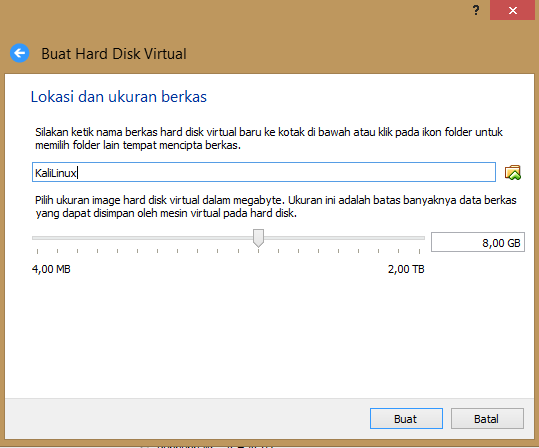 ?
Buat Hard Disk Virtual
Lokasi dan ukuran berkas
Silakan ketik nama berkas hard disk virtual baru ke kotak di bawah atau klik pada ikon folder untuk
memilih folder lain tempat mencipta berkas.
KaliLinux
Pilih ukuran image hard disk virtual dalam megabyte. Ukuran ini adalah batas banyaknya data berkas
yang dapat disimpan oleh mesin virtual pada hard disk.
8,00 GB
4,00 MB 2,00 TB
Buat Batal